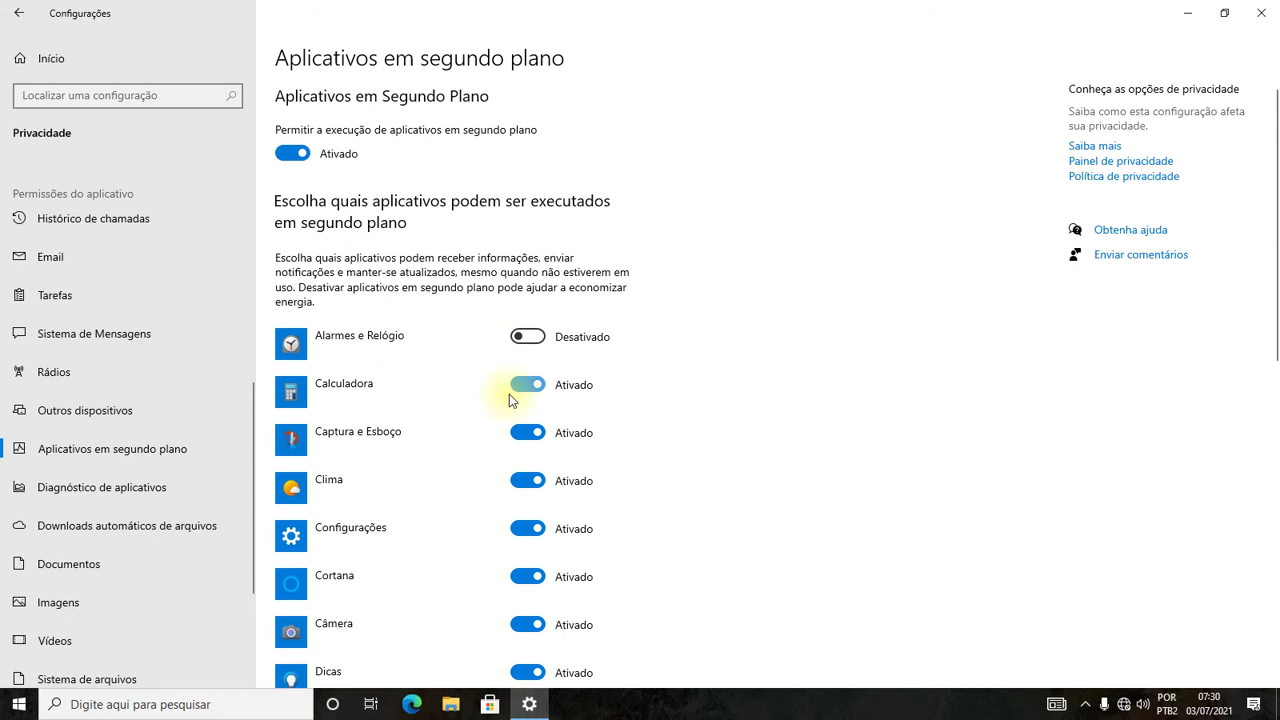 Configurações
Início
Localizar uma configuração
Privacidade
Permissões do aplicativo
Histórico de chamadas
Email
Tarefas
Sistema de Mensagens
Rádios
Outros dispositivos
Aplicativos em segundo plano
Diagnóstico de aplicativos
Downloads automáticos de arquivos
Documentos
Imagens
Vídeos
Sistema de arquivos
Aplicativos em segundo plano
Aplicativos em Segundo Plano
Permitir a execução de aplicativos em segundo plano
Ativado
Escolha quais aplicativos podem ser executados
em segundo plano
Escolha quais aplicativos podem receber informações, enviar
notificações e manter-se atualizados, mesmo quando não estiverem em
uso. Desativar aplicativos em segundo plano pode ajudar a economizar
energia.
Alarmes e Relógio Desativado
Calculadora Ativado
Captura e Esboço Ativado
Clima Ativado
Configurações Ativado
Cortana Ativado
Câmera Ativado
Dicas Ativado
Conheça as opções de privacidade
Saiba como esta configuração afeta
sua privacidade.
Saiba mais
Painel de privacidade
Política de privacidade
Obtenha ajuda
Enviar comentários
Digite aqui para pesquisar
POR
PTB2
07:30
03/07/2021